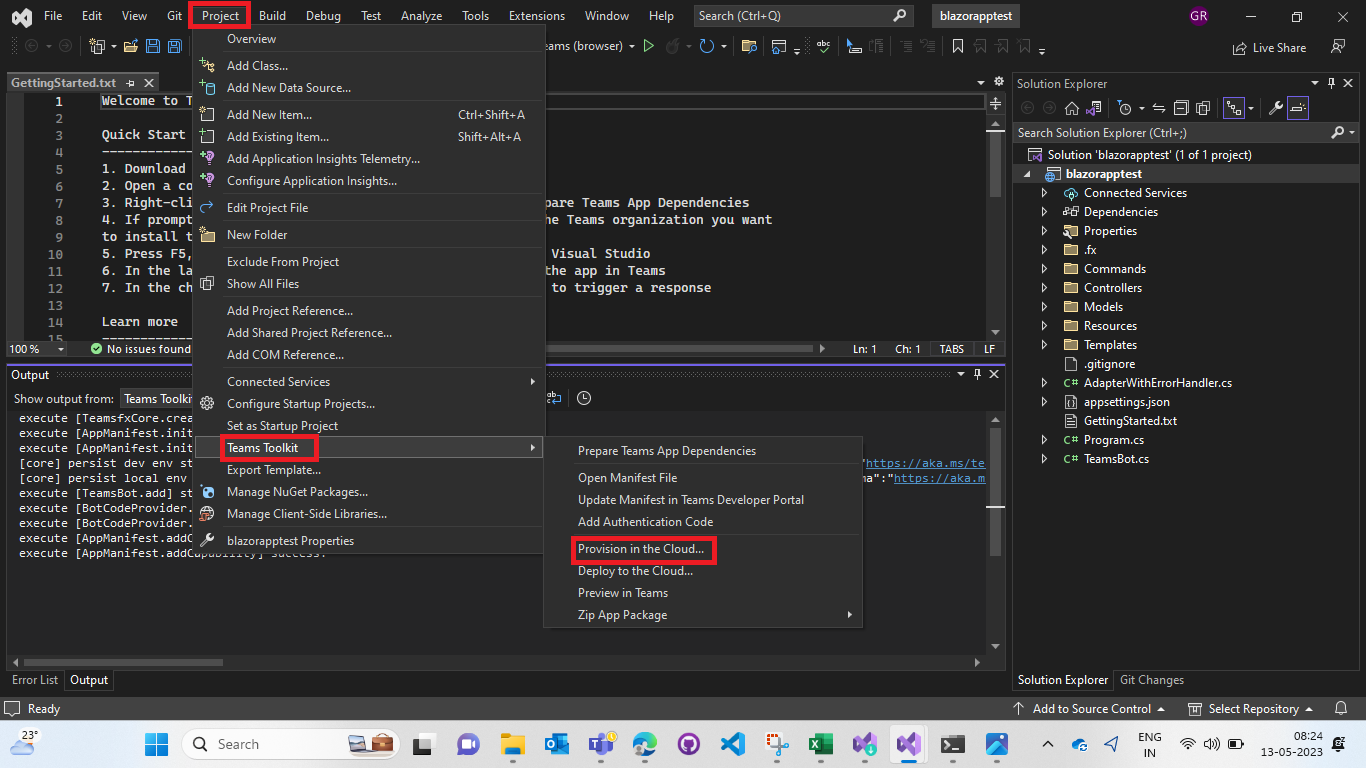 File Edit View Git Project Build Debug Test Analyze Tools Extensions Window Help Search (Ctrl+Q) blazorapptest GR
eams (browser) Live Share
GettingStarted.txt
1 Welcome to T
2
3 Quick Start
4 ------------
5 1. Download
6 2. Open a co
7 3. Right-cli pare Teams App Dependencies
8 4. If prompt he Teams organization you want
9 to install t
10 5. Press F5, Visual Studio
11 6. In the la the app in Teams
12 7. In the ch to trigger a response
13
14 Learn more
15 ------------
100 % No issues found Ln: 1 Ch: 1 TABS LF
Overview
Add Class...
Add New Data Source...
Add New Item... Ctrl+Shift+A
Add Existing Item... Shift+Alt+A
Add Application Insights Telemetry...
Configure Application Insights...
Edit Project File
New Folder
Exclude From Project
Show All Files
Add Project Reference...
Add Shared Project Reference...
Add COM Reference...
Connected Services
Configure Startup Projects...
Set as Startup Project
Teams Toolkit
Export Template...
Manage NuGet Packages...
Manage Client-Side Libraries...
blazorapptest Properties
Prepare Teams App Dependencies
Open Manifest File
Update Manifest in Teams Developer Portal
Add Authentication Code
Provision in the Cloud...
Deploy to the Cloud...
Preview in Teams
Zip App Package
Output
Show output from: Teams Toolkit
execute [TeamsfxCore.crea
execute [AppManifest.init
execute [AppManifest.init
[core] persist dev env st "https://aka.ms/te
[core] persist local env ma":"https://aka.m
execute [TeamsBot.add] st
execute [BotCodeProvider.
execute [BotCodeProvider.
execute [AppManifest.addC
execute [AppManifest.addCapability] success.
Error List Output
Solution Explorer
Search Solution Explorer (Ctrl+;)
Solution 'blazorapptest' (1 of 1 project)
blazorapptest
Connected Services
Dependencies
Properties
.fx
Commands
Controllers
Models
Resources
Templates
.gitignore
C# AdapterWithErrorHandler.cs
appsettings.json
GettingStarted.txt
C# Program.cs
C# TeamsBot.cs
Solution Explorer Git Changes
Ready Add to Source Control Select Repository
23° Search ENG
IN
08:24
13-05-2023